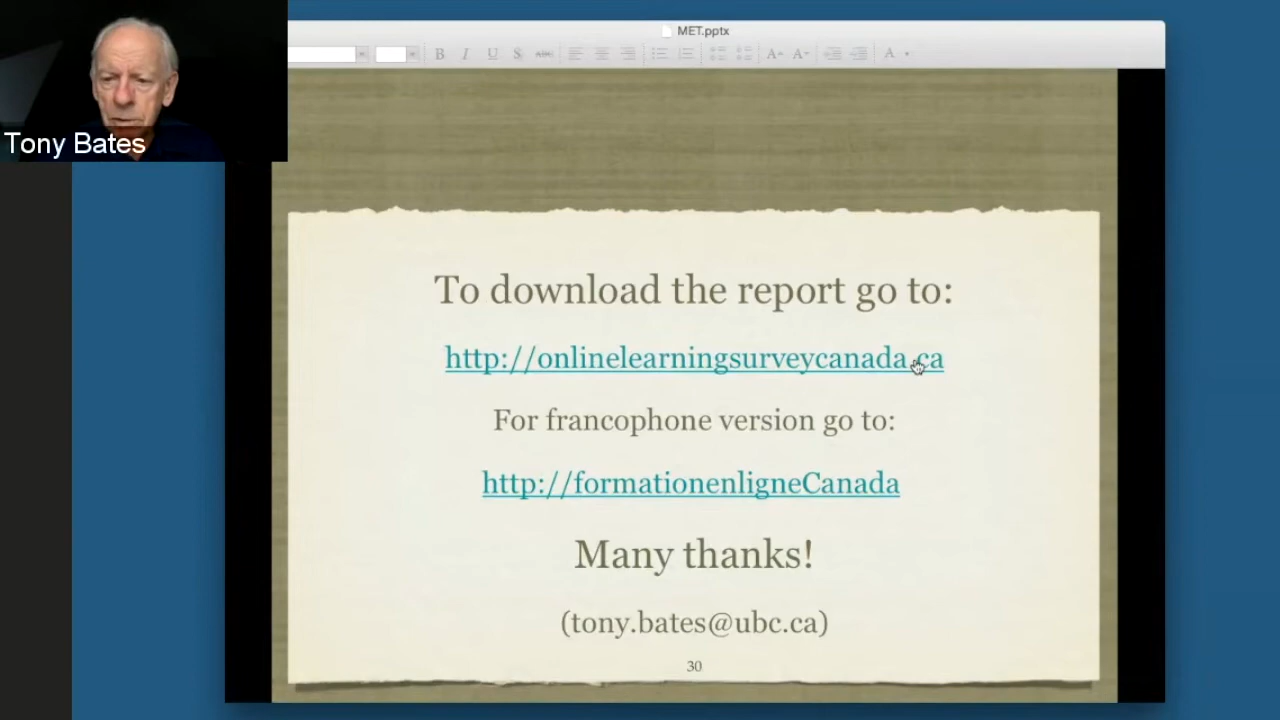 MET.pptx
B I U S ABC
A A A
Tony Bates
To download the report go to:
http://onlinelearningsurveycanada.ca
For francophone version go to:
http://formationenligneCanada
Many thanks!
(tony.bates@ubc.ca)
30